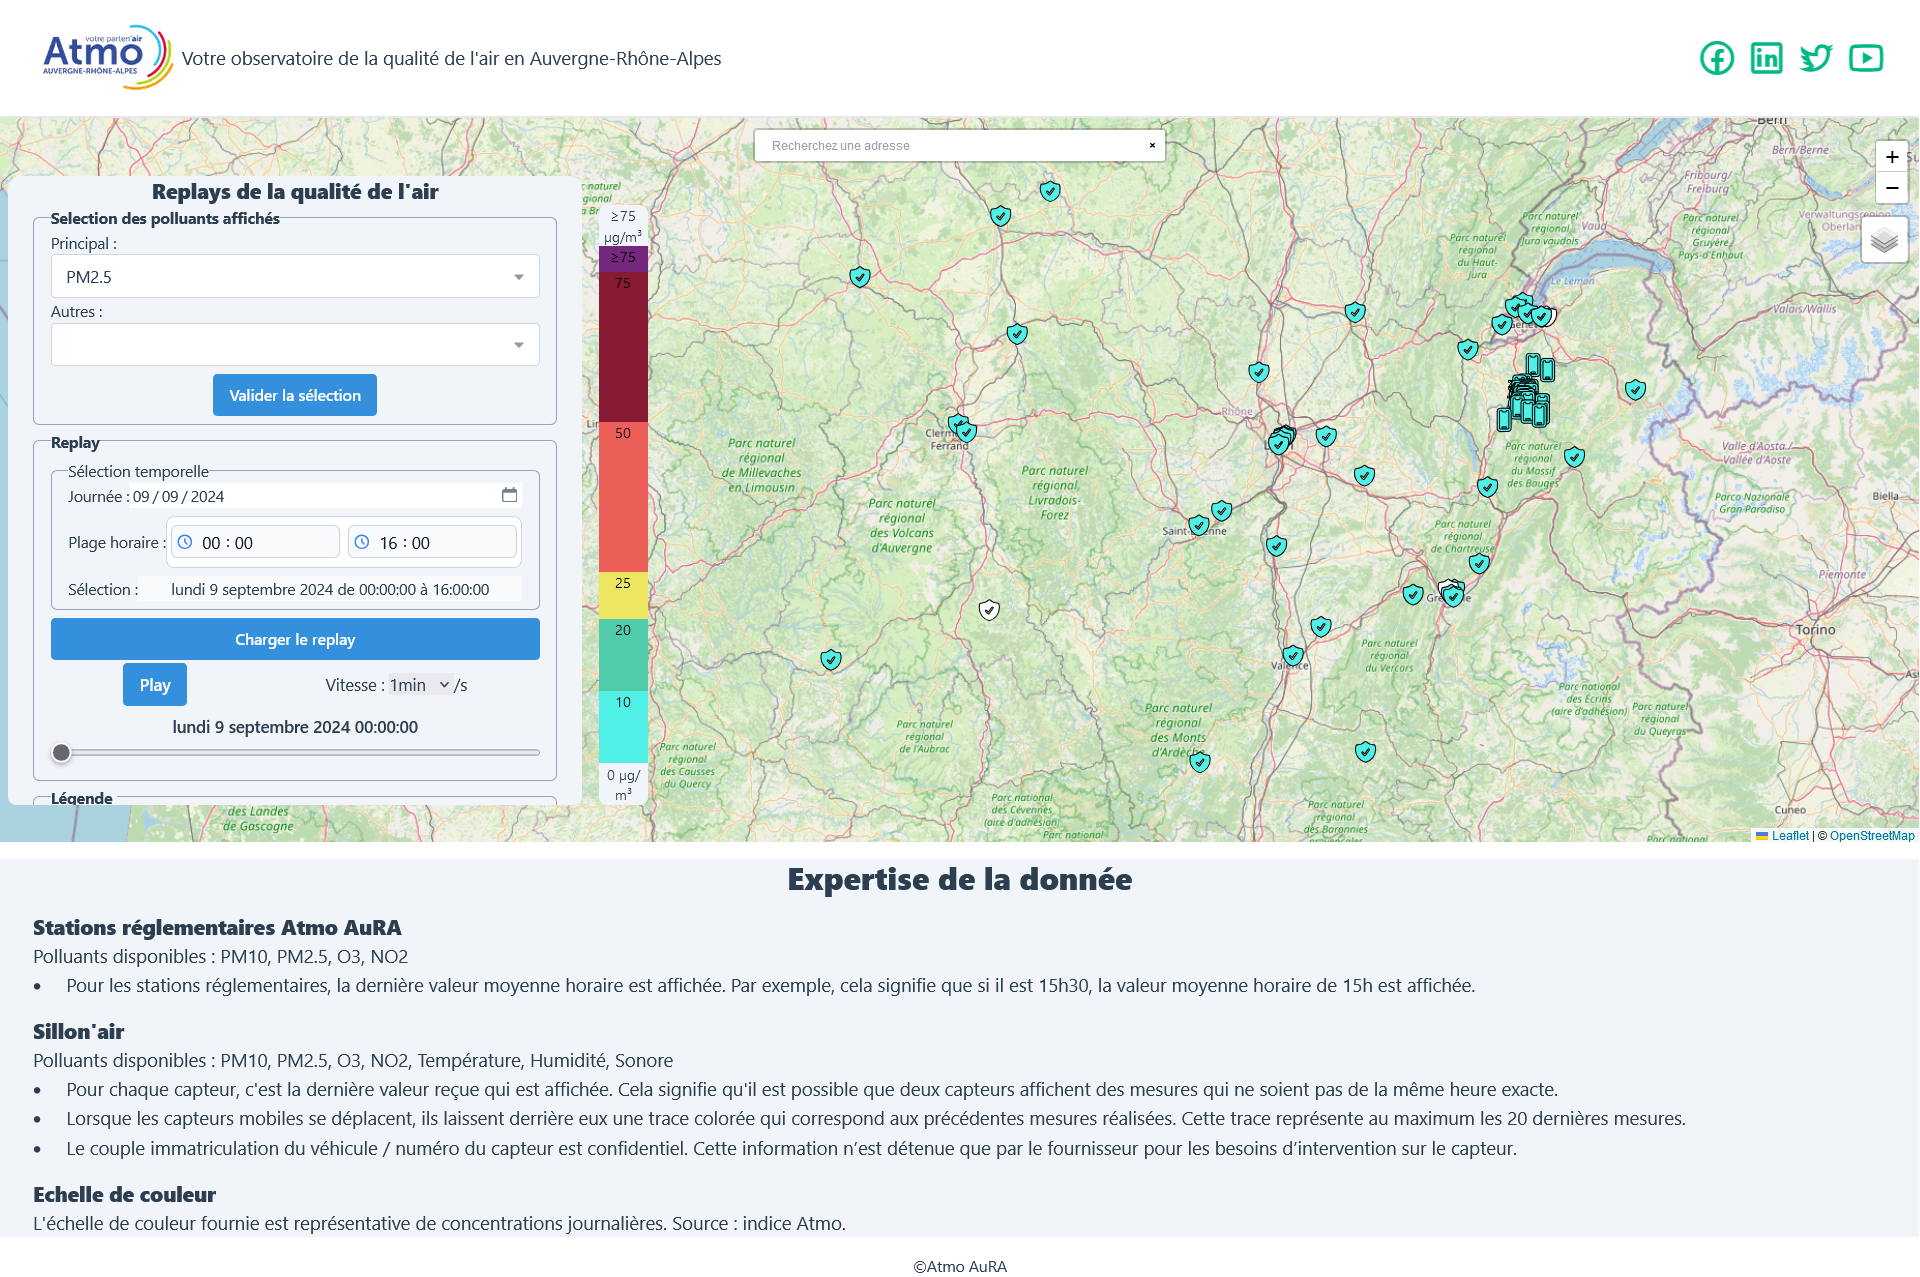 votre parten'air
Atmo
AUVERGNE-RHÔNE-ALPES
Votre observatoire de la qualité de l'air en Auvergne-Rhône-Alpes
Recherchez une adresse
×
+
−
Replays de la qualité de l'air
Selection des polluants affichés
Principal :
PM2.5
Autres :
Valider la sélection
Replay
Sélection temporelle
Journée : 09/09/2024
Plage horaire : 00 : 00 16 : 00
Sélection : lundi 9 septembre 2024 de 00:00:00 à 16:00:00
Charger le replay
Play
Vitesse : 1min /s
lundi 9 septembre 2024 00:00:00
Légende
≥75
µg/m³
≥75
75
50
25
20
10
0 µg/
m³
Bern
Bern/Berne
Fribourg/
Freiburg
Verwaltungsregion
Vaud
Parc naturel
régional
Jura vaudois
Parc naturel
régional
Gruyère
Pays-d'Enhaut
Parc naturel
régional
du Haut-
Jura
Le Léman
Valais/Wallis
Rhône
Parc naturel
régional
de Millevaches
en Limousin
Parc naturel
régional
des Volcans
d'Auvergne
Parc naturel
régional
Livradois-
Forez
Ferrand
Parc naturel
régional
du Massif
des Bauges
Valle d'Aosta /
Vallée d'Aoste
Parco Nazionale
Gran Paradiso
Biella
Parc naturel
régional
de Chartreuse
Piemonte
Torino
Parc naturel
régional
du Vercors
Valence
Parc national
des Écrins
(aire d'adhésion)
Parc naturel
régional
du Queyras
Parc naturel
régional
des Monts
d'Ardèche
Parc naturel
régional
de l'Aubrac
Parc naturel
régional
des Causses
du Quercy
Parc national
des Cévennes
(aire d'adhésion)
Parc national
Parc naturel
régional
des Baronnies
Cuneo
des Landes
de Gascogne
Leaflet | © OpenStreetMap
Expertise de la donnée
Stations réglementaires Atmo AuRA
Polluants disponibles : PM10, PM2.5, O3, NO2
• Pour les stations réglementaires, la dernière valeur moyenne horaire est affichée. Par exemple, cela signifie que si il est 15h30, la valeur moyenne horaire de 15h est affichée.
Sillon'air
Polluants disponibles : PM10, PM2.5, O3, NO2, Température, Humidité, Sonore
• Pour chaque capteur, c'est la dernière valeur reçue qui est affichée. Cela signifie qu'il est possible que deux capteurs affichent des mesures qui ne soient pas de la même heure exacte.
• Lorsque les capteurs mobiles se déplacent, ils laissent derrière eux une trace colorée qui correspond aux précédentes mesures réalisées. Cette trace représente au maximum les 20 dernières mesures.
• Le couple immatriculation du véhicule / numéro du capteur est confidentiel. Cette information n’est détenue que par le fournisseur pour les besoins d’intervention sur le capteur.
Echelle de couleur
L'échelle de couleur fournie est représentative de concentrations journalières. Source : indice Atmo.
©Atmo AuRA